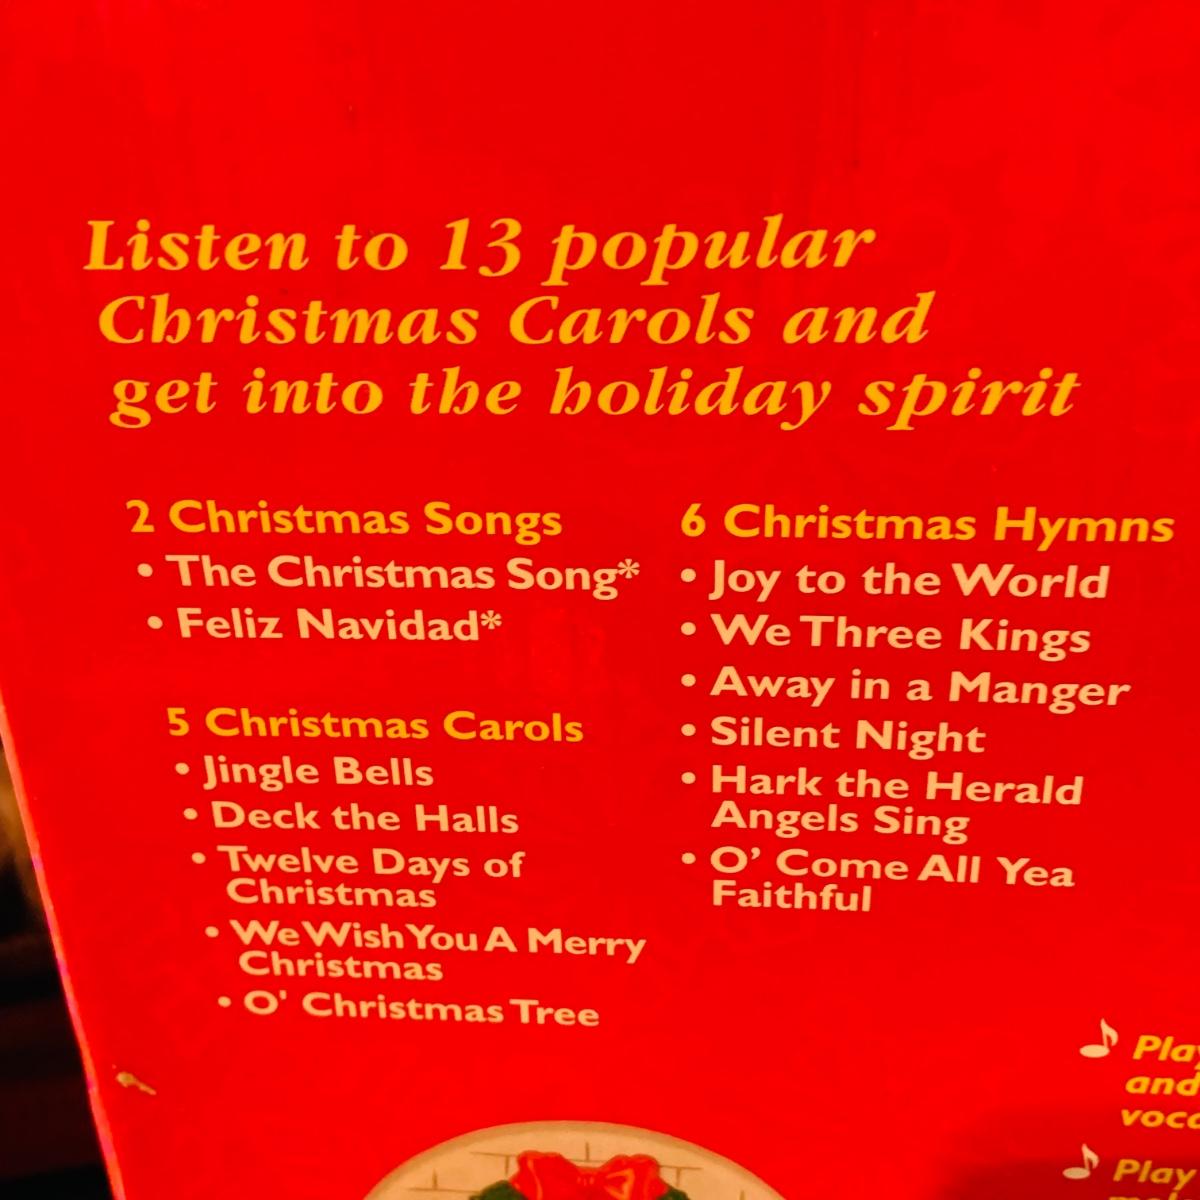 Listen to 13 popular
Christmas Carols and
get into the holiday spirit
2 Christmas Songs
• The Christmas Song*
• Feliz Navidad*
5 Christmas Carols
• Jingle Bells
• Deck the Halls
• Twelve Days of
Christmas
• We Wish You A Merry
Christmas
• O' Christmas Tree
6 Christmas Hymns
• Joy to the World
• We Three Kings
• Away in a Manger
• Silent Night
• Hark the Herald
Angels Sing
• O' Come All Yea
Faithful
♪ Play
and
♪ Play